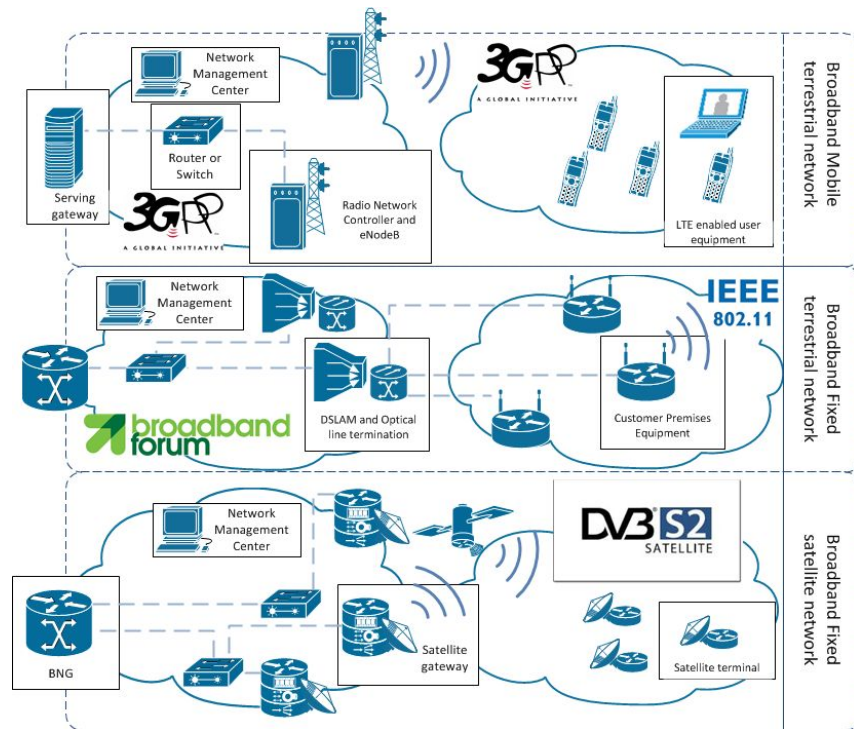 Network
Management
Center
3GPP™
A GLOBAL INITIATIVE
Router or
Switch
Serving
gateway
3GPP™
A GLOBAL INITIATIVE
Radio Network
Controller and
eNodeB
LTE enabled user
equipment
Broadband Mobile
terrestrial network
Network
Management
Center
IEEE
802.11
broadband
forum
DSLAM and Optical
line termination
Customer Premises
Equipment
Broadband Fixed
terrestrial network
Network
Management
Center
DVB® S2
SATELLITE
BNG
Satellite
gateway
Satellite terminal
Broadband Fixed
satellite network